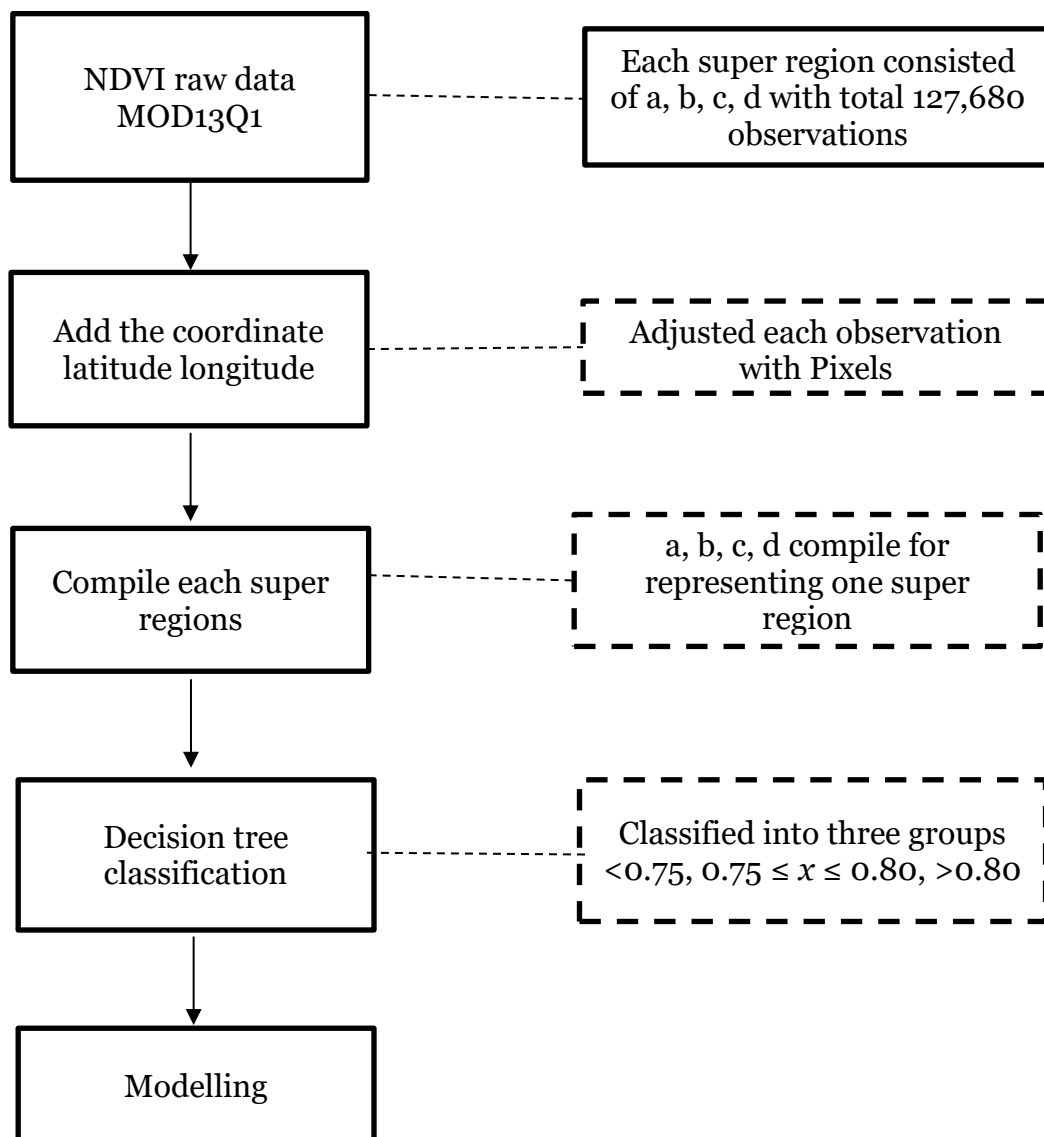 NDVI raw data
MOD13Q1
Each super region consisted
of a, b, c, d with total 127,680
observations
Add the coordinate
latitude longitude
Adjusted each observation
with Pixels
Compile each super
regions
a, b, c, d compile for
representing one super
region
Decision tree
classification
Classified into three groups
<0.75, 0.75 ≤ x ≤ 0.80, >0.80
Modelling